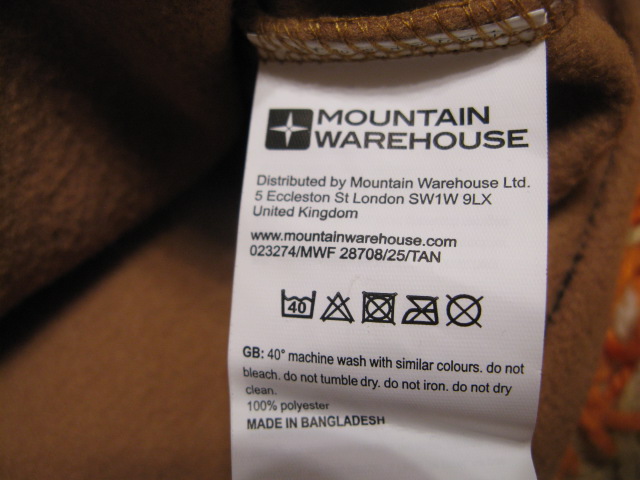 MOUNTAIN
WAREHOUSE
Distributed by Mountain Warehouse Ltd.
5 Eccleston St London SW1W 9LX
United Kingdom
www.mountainwarehouse.com
023274/MWF 28708/25/TAN
40
GB: 40° machine wash with similar colours. do not
bleach. do not tumble dry. do not iron. do not dry
clean.
100% polyester
MADE IN BANGLADESH